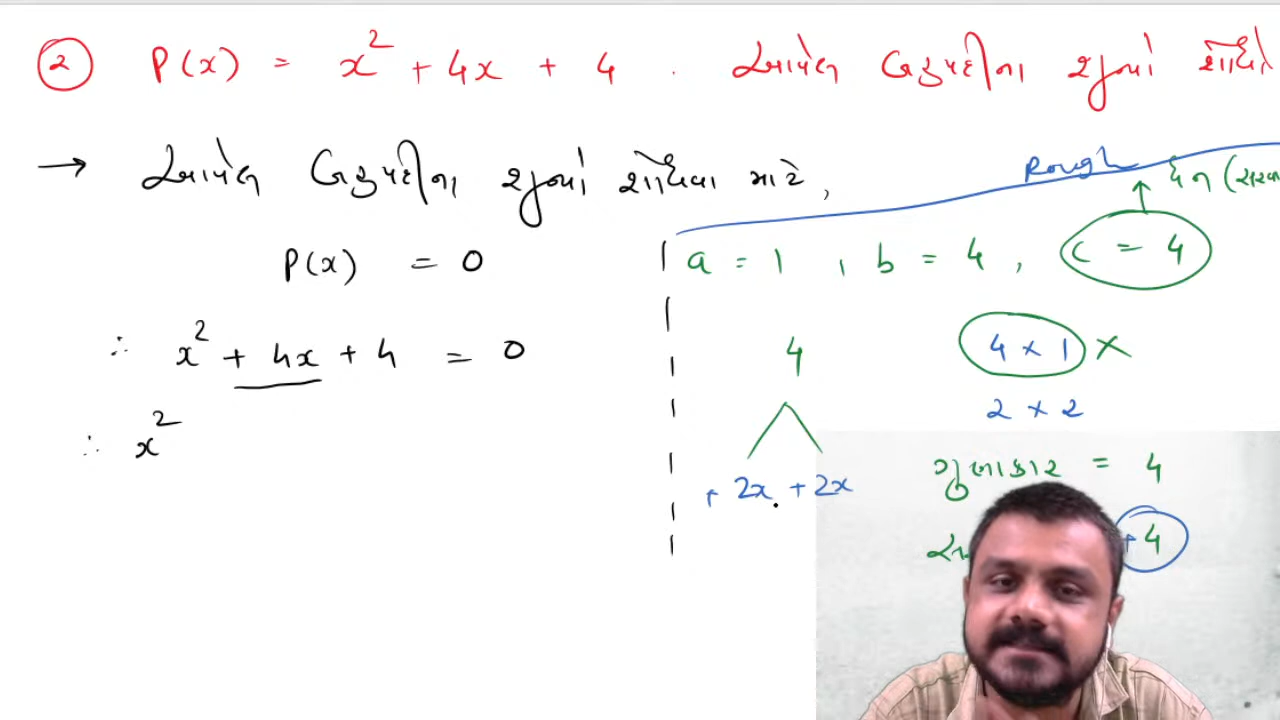 2 P(x) = x² + 4x + 4 . આપેલ બહુપદીના શૂન્યો શોધો
→ આપેલ બહુપદીના શૂન્યો શોધવા માટે,
P(x) = 0
∴ x² + 4x + 4 = 0
∴ x²
Rough
ધન
a = 1 , b = 4 , c = 4
4
4 × 1 ×
2 × 2
+ 2x + 2x
ગુણાકાર = 4
+ 4